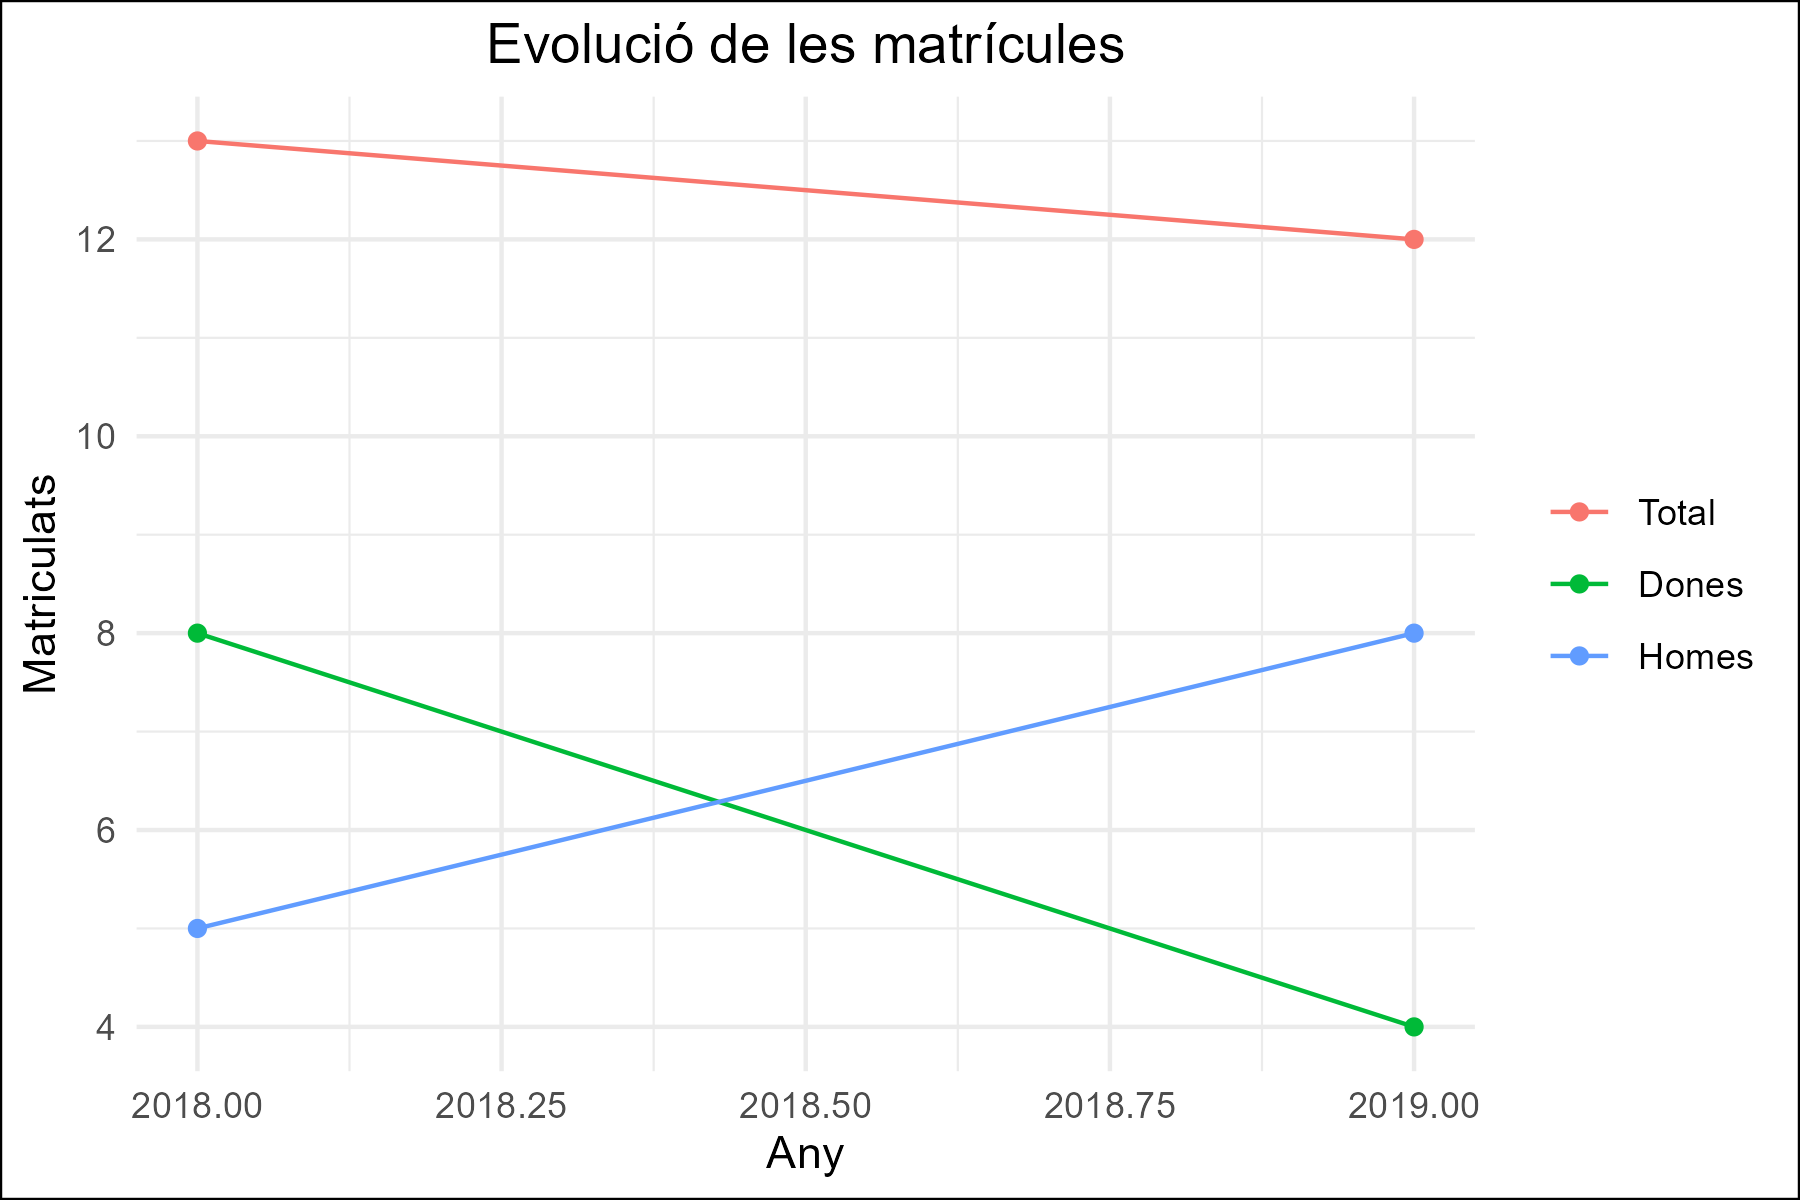 Evolució de les matrícules
Matriculats
12
10
8
6
4
2018.00
2018.25
2018.50
2018.75
2019.00
Any
Total
Dones
Homes